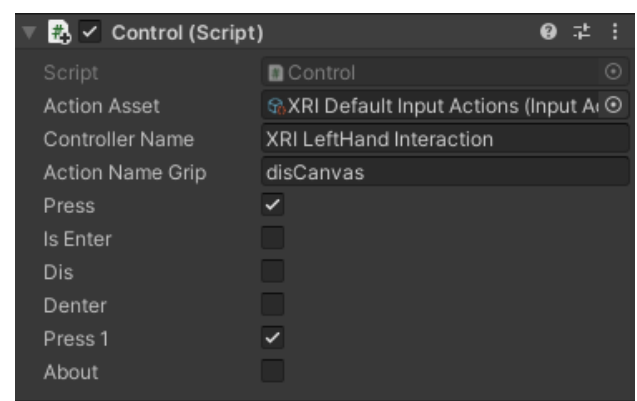 Control (Script)
Script Control
Action Asset XRI Default Input Actions (Input A
Controller Name XRI LeftHand Interaction
Action Name Grip disCanvas
Press
Is Enter
Dis
Denter
Press 1
About